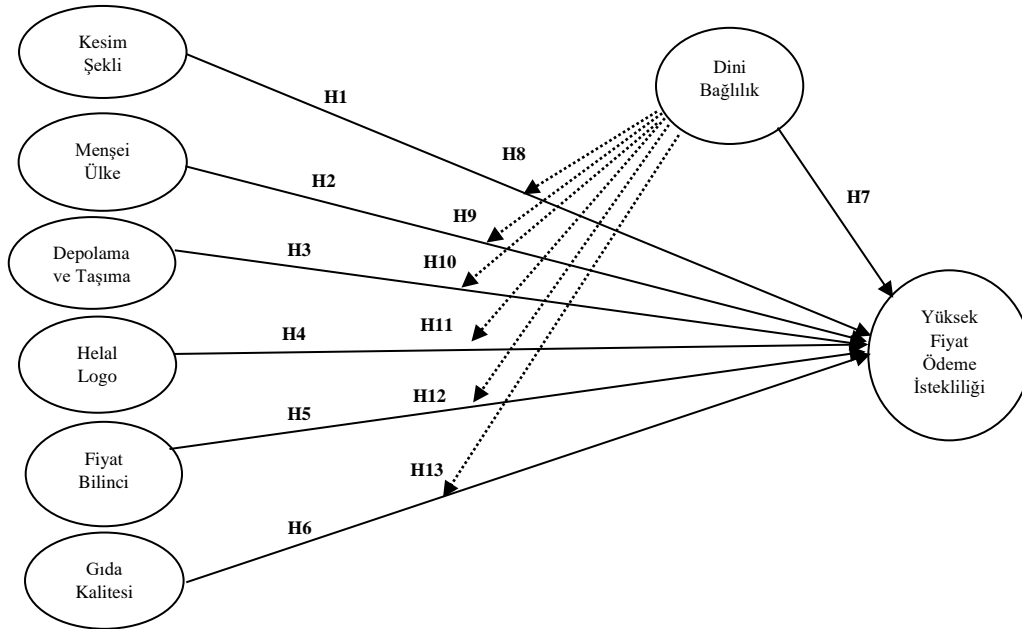 Kesim
Şekli
Dini
Bağlılık
H1
H8
Menşei
Ülke
H2
H7
H9
Depolama
ve Taşıma
H3
H10
Yüksek
Fiyat
Ödeme
İstekliliği
Helal
Logo
H4
H11
Fiyat
Bilinci
H5
H12
H13
Gıda
Kalitesi
H6